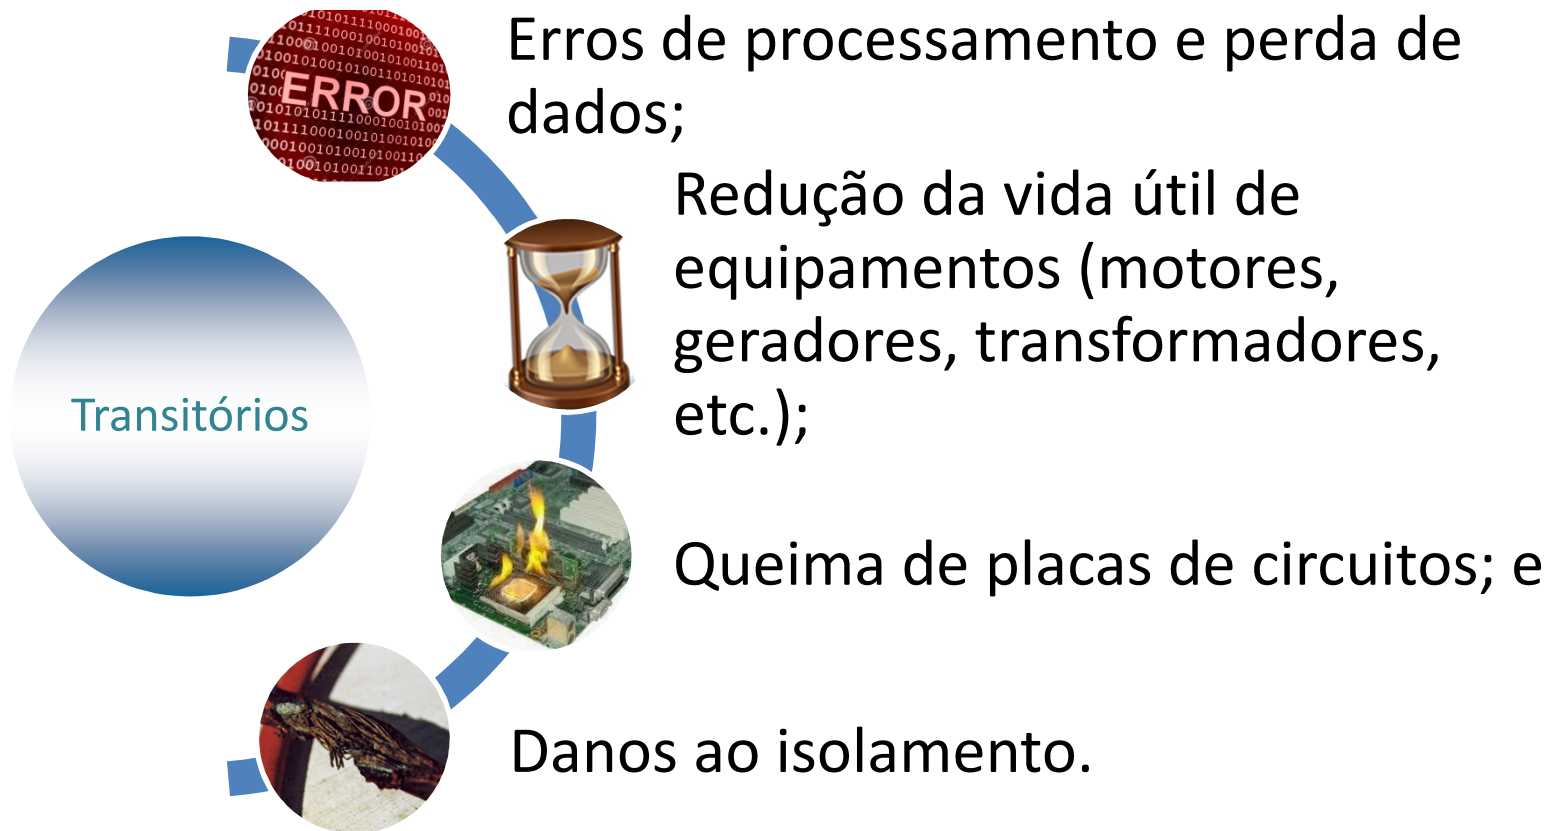 ERROR
Erros de processamento e perda de
dados;
Redução da vida útil de
equipamentos (motores,
geradores, transformadores,
etc.);
Transitórios
Queima de placas de circuitos; e
Danos ao isolamento.